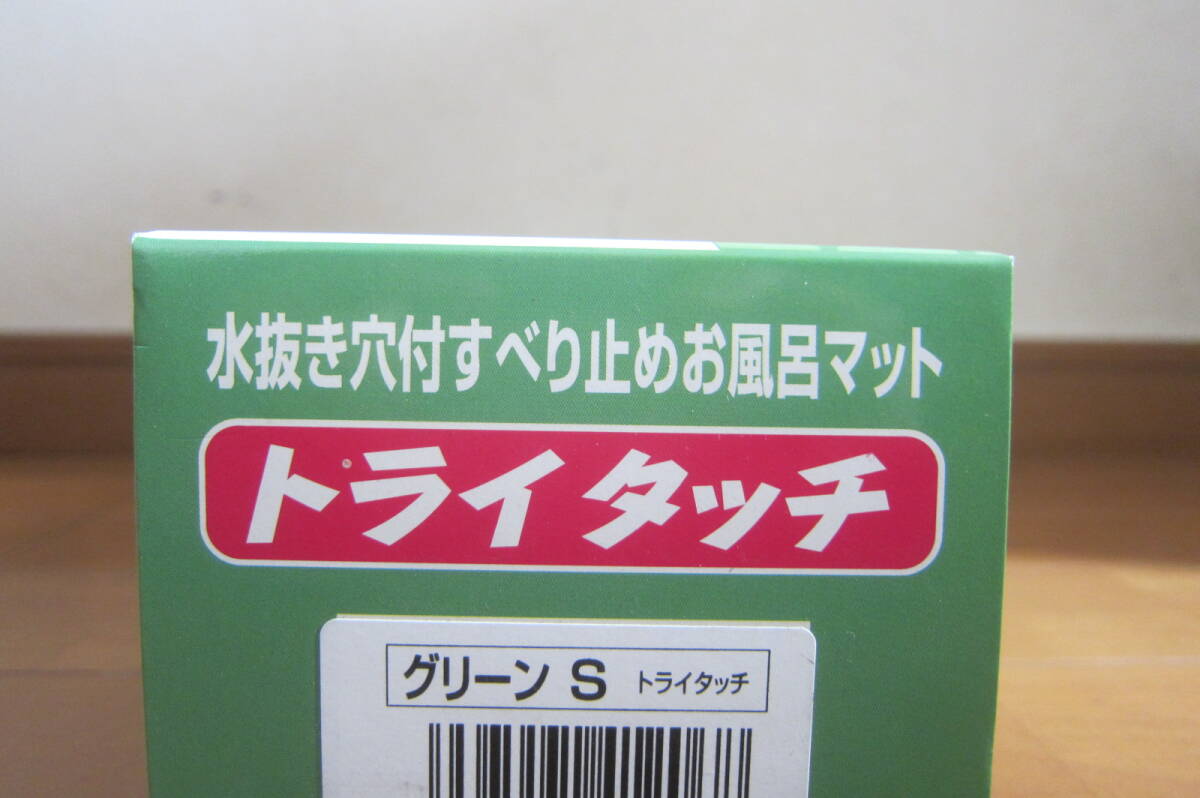 水抜き穴付すべり止めお風呂マット
トライタッチ
グリーン S トライタッチ